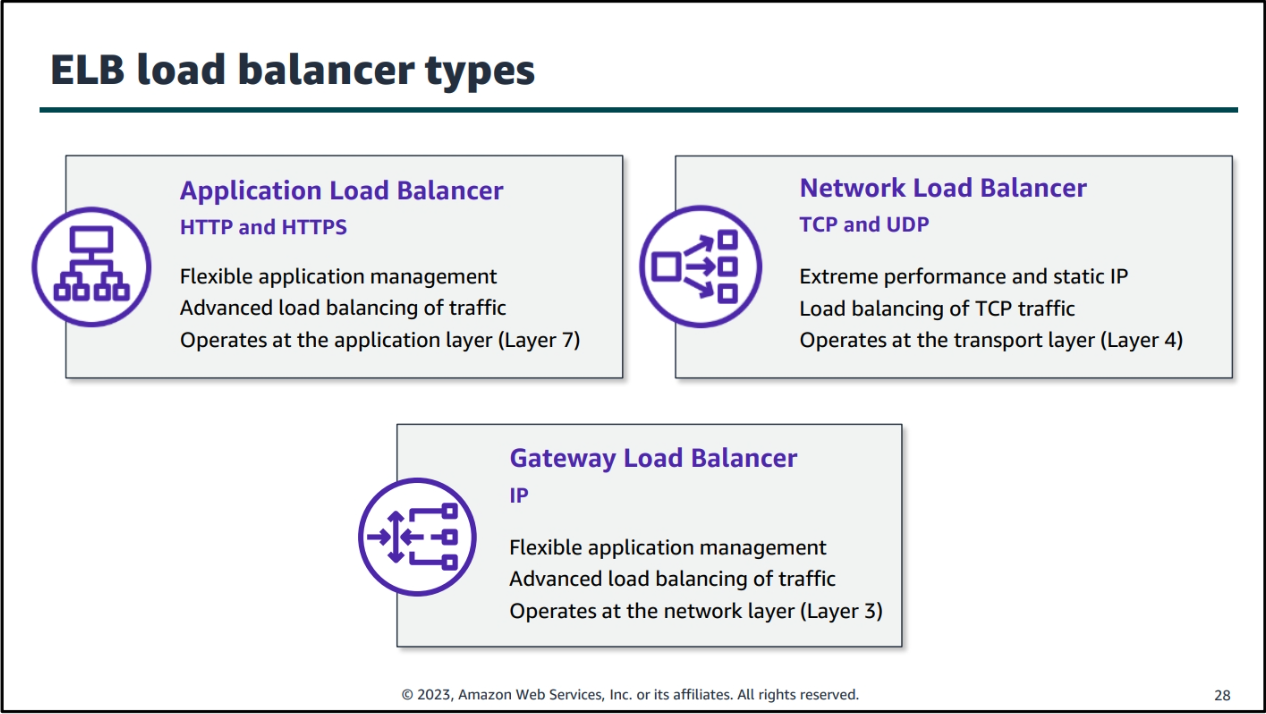 ELB load balancer types
Application Load Balancer
HTTP and HTTPS
Flexible application management
Advanced load balancing of traffic
Operates at the application layer (Layer 7)
Network Load Balancer
TCP and UDP
Extreme performance and static IP
Load balancing of TCP traffic
Operates at the transport layer (Layer 4)
Gateway Load Balancer
IP
Flexible application management
Advanced load balancing of traffic
Operates at the network layer (Layer 3)
© 2023, Amazon Web Services, Inc. or its affiliates. All rights reserved.
28